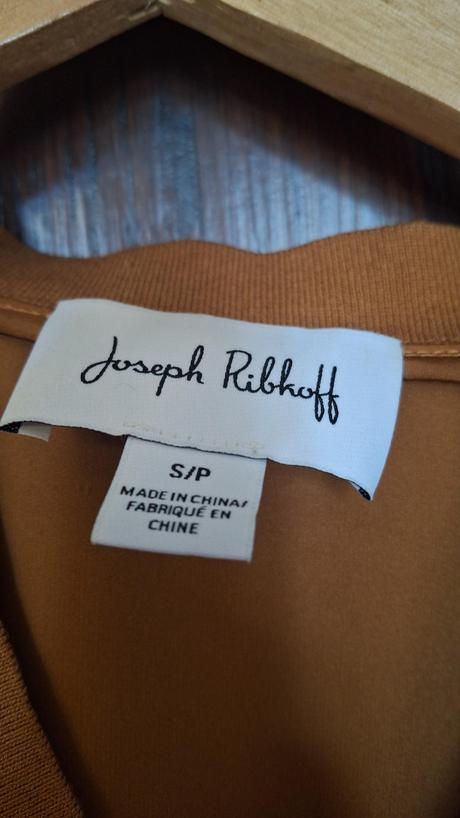 Joseph Ribkoff
S/P
MADE IN CHINA/
FABRIQUÉ EN
CHINE